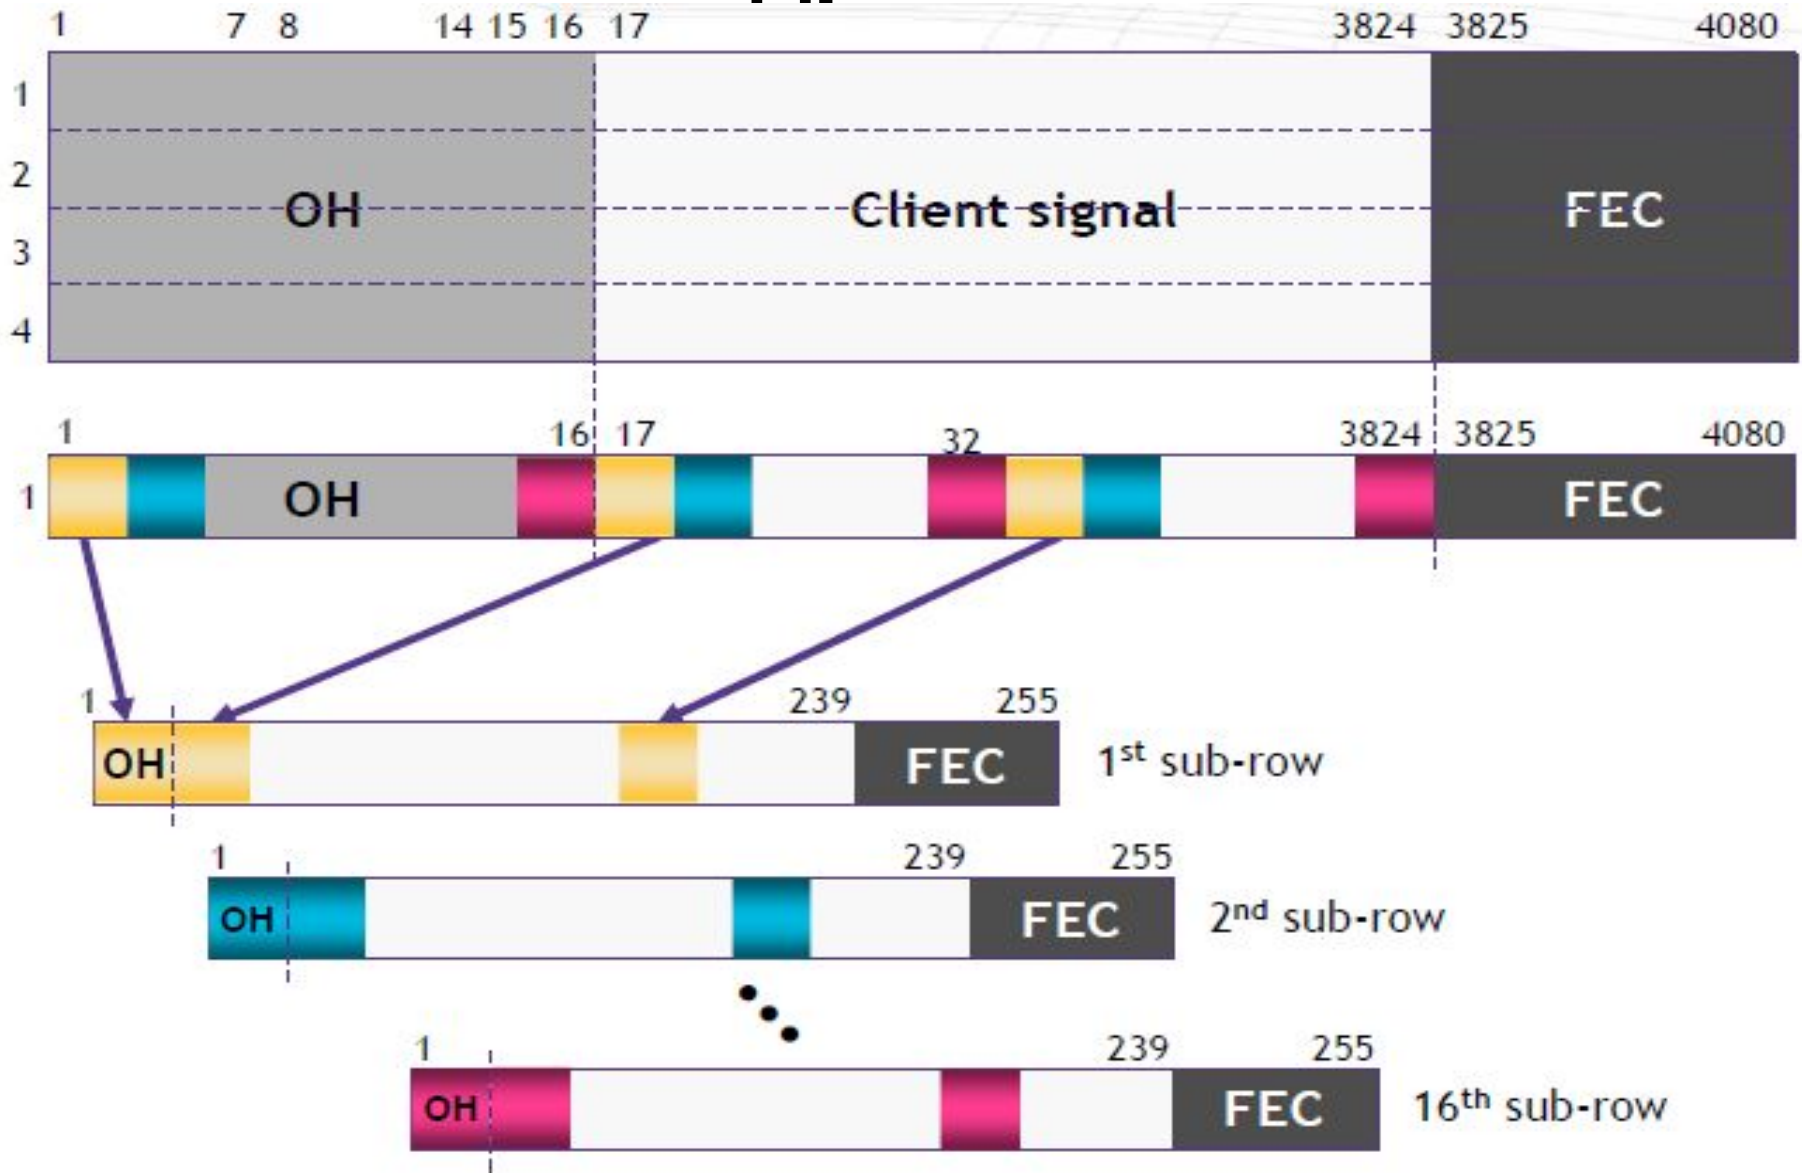 1 7 8 14 15 16 17 3824 3825 4080
1
2
OH Client signal FEC
3
4
1 16 17 32 3824 3825 4080
1 OH FEC
1 239 255
OH FEC 1st sub-row
1 239 255
OH FEC 2nd sub-row
1 239 255
OH FEC 16th sub-row